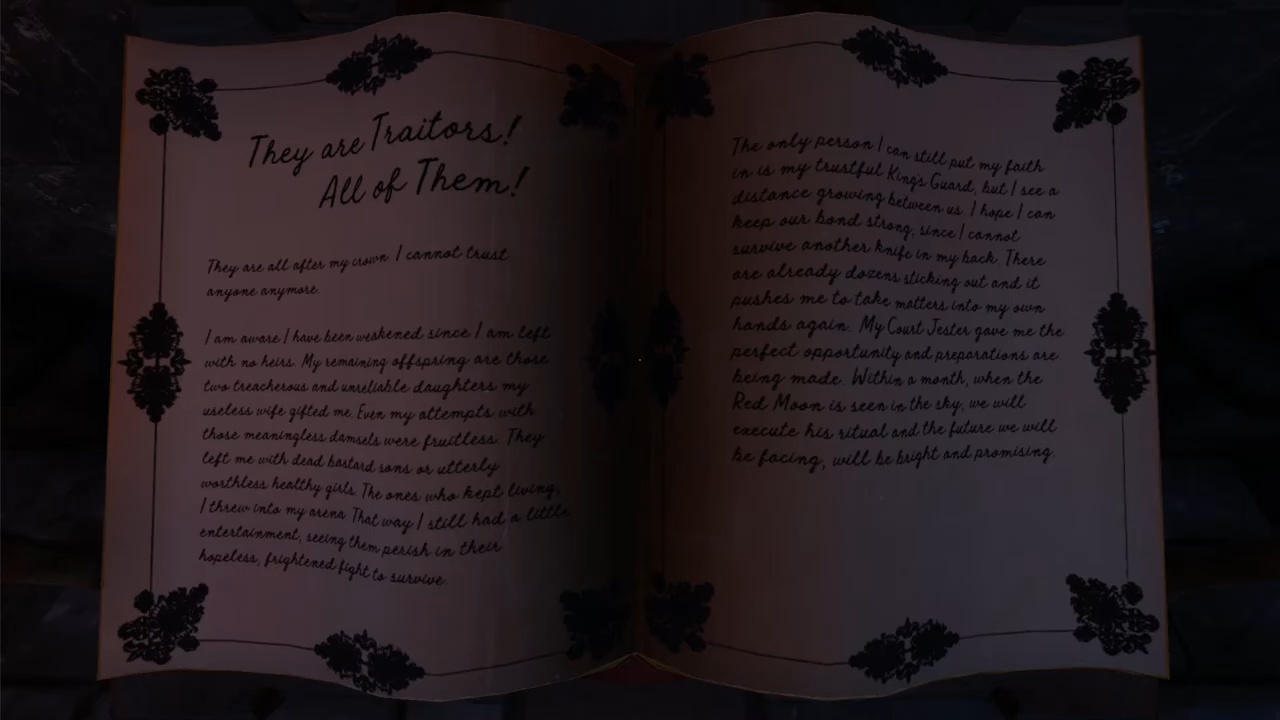 They are Traitors!
All of Them!
They are all after my crown. I cannot trust
anyone anymore.
I am aware I have been weakened since I am left
with no heirs. My remaining offspring are those
two treacherous and unreliable daughters my
useless wife gifted me. Even my attempts with
those meaningless damsels were fruitless. They
left me with dead bastard sons or utterly
worthless healthy girls. The ones who kept living,
I threw into my arena. That way I still had a little
entertainment, seeing them perish in their
hopeless, frightened fight to survive.
The only person I can still put my faith
in is my trustful King's Guard, but I see a
distance growing between us. I hope I can
keep our bond strong, since I cannot
survive another knife in my back. There
are already dozens sticking out and it
pushes me to take matters into my own
hands again. My Court Jester gave me the
perfect opportunity and preparations are
being made. Within a month, when the
Red Moon is seen in the sky, we will
execute his ritual and the future we will
be facing, will be bright and promising.